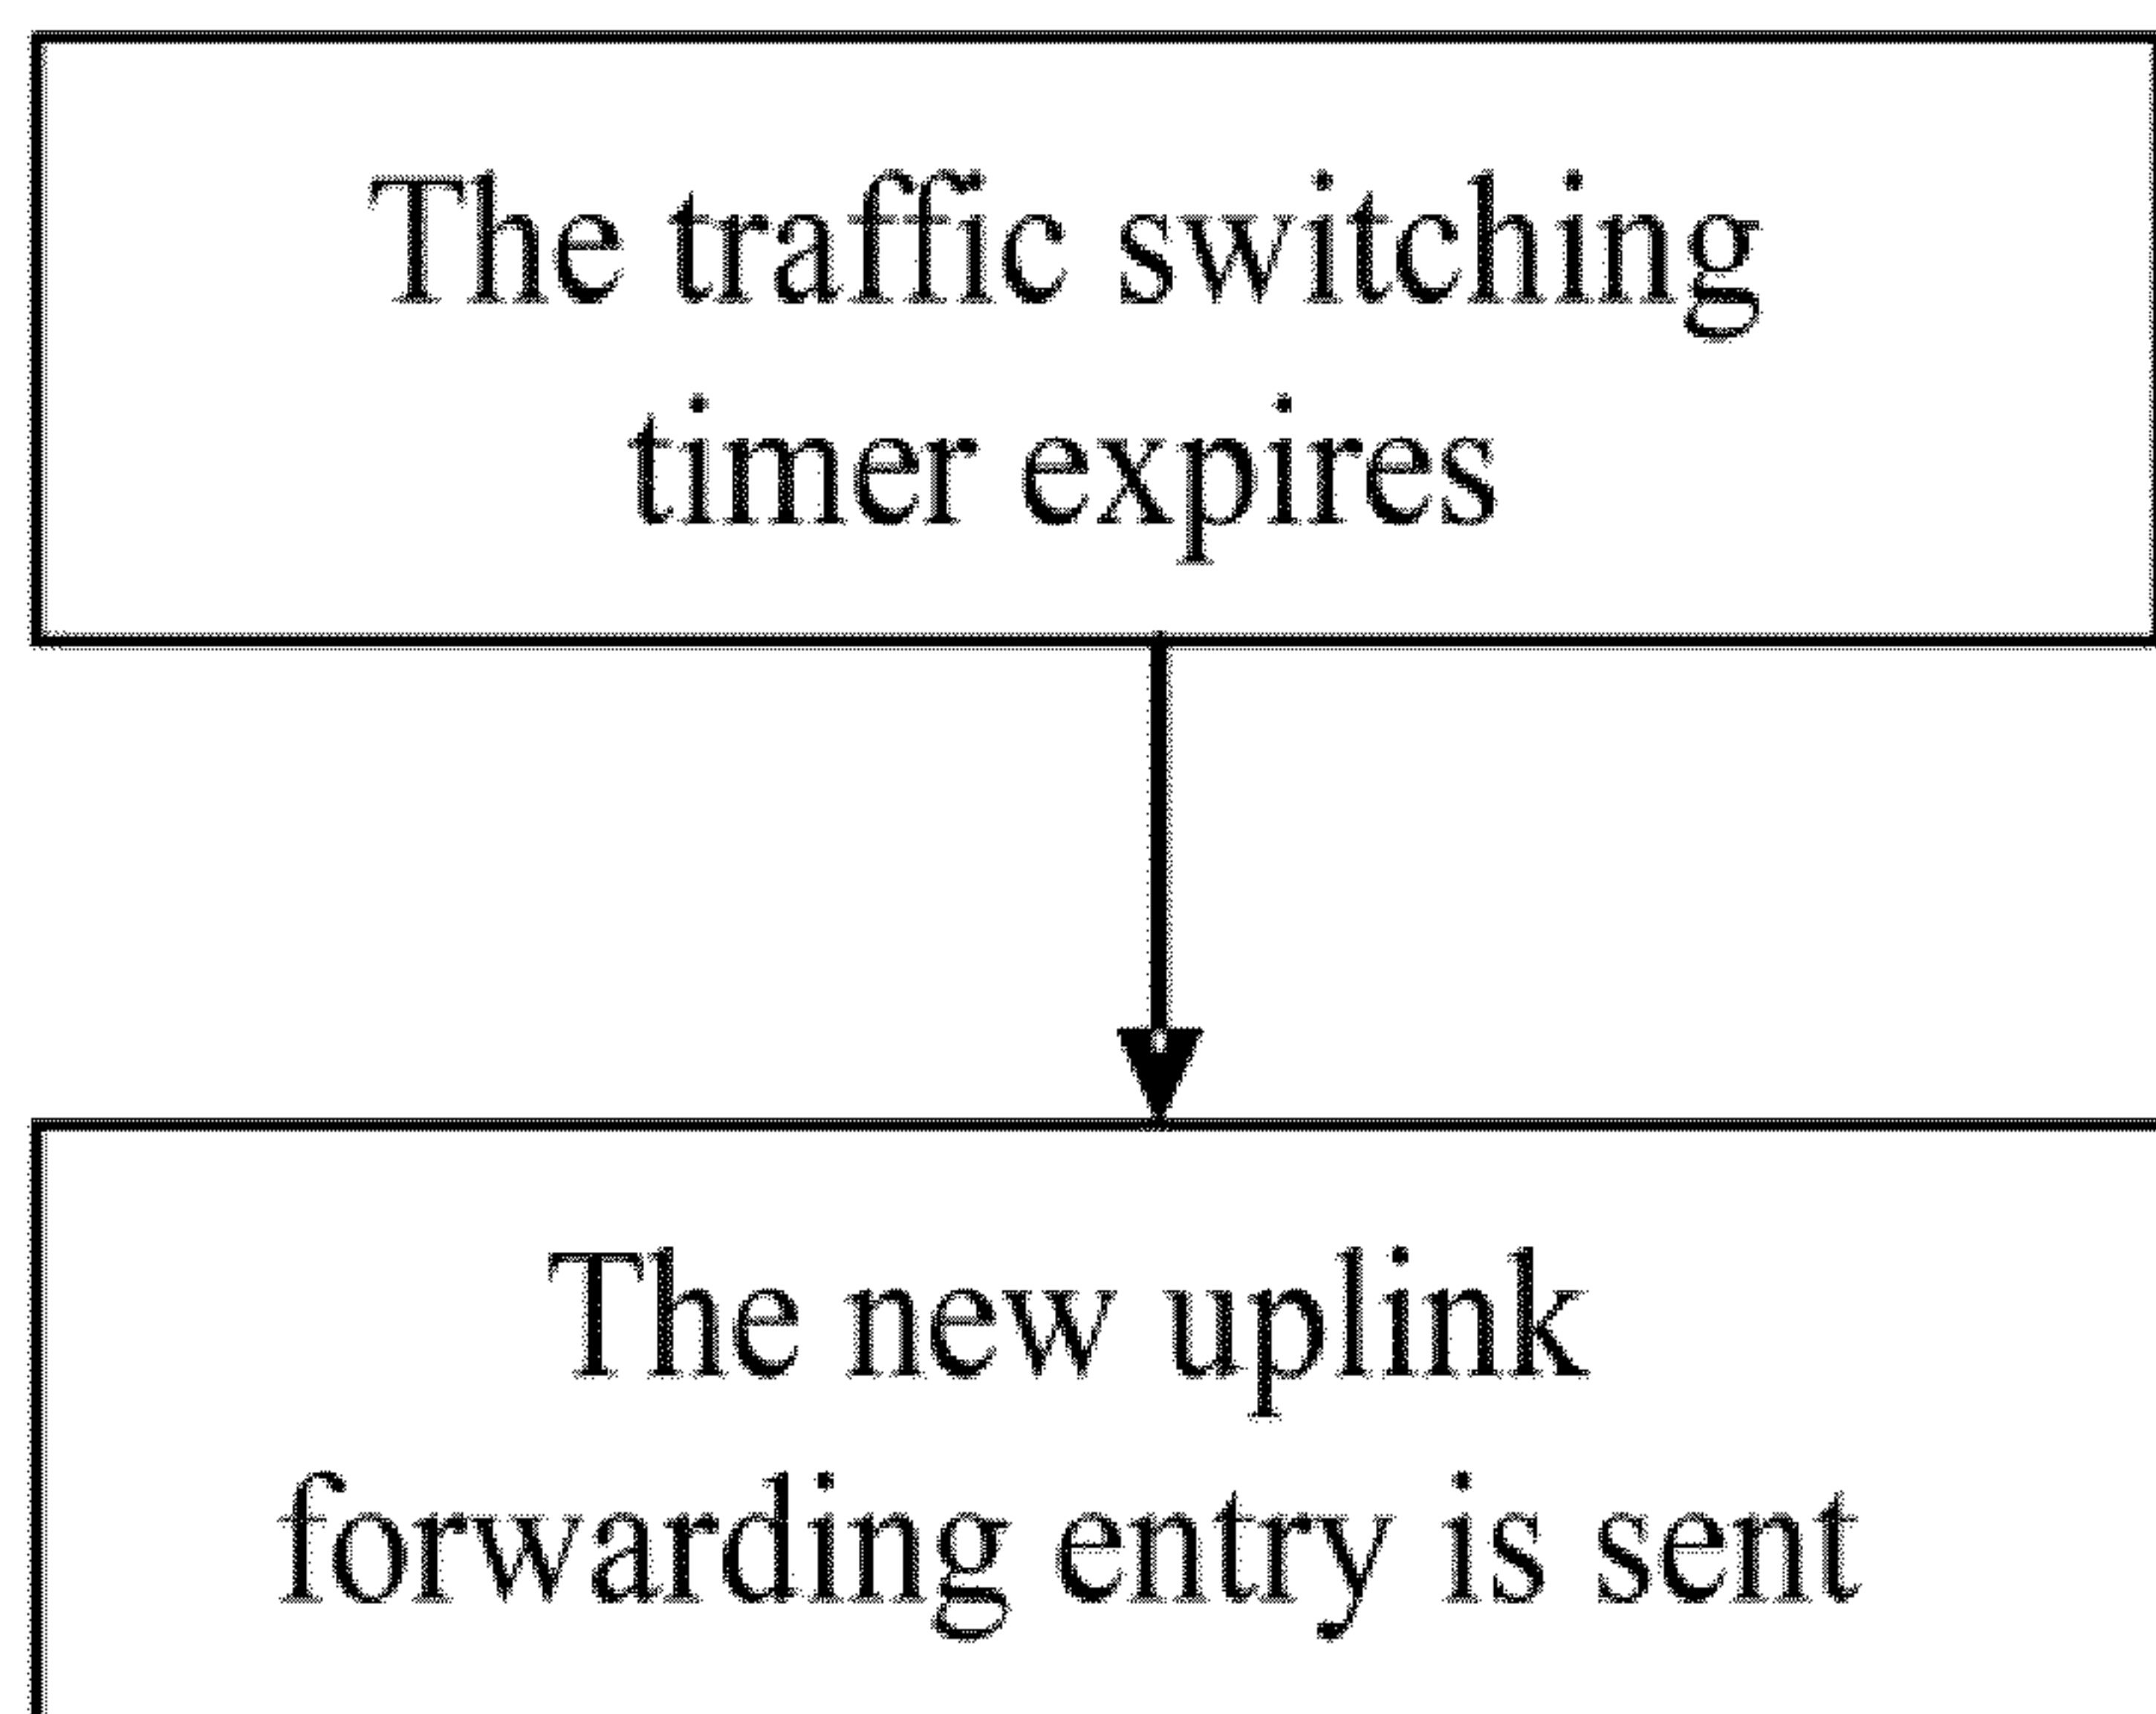 The traffic switching
timer expires
The new uplink
forwarding entry is sent